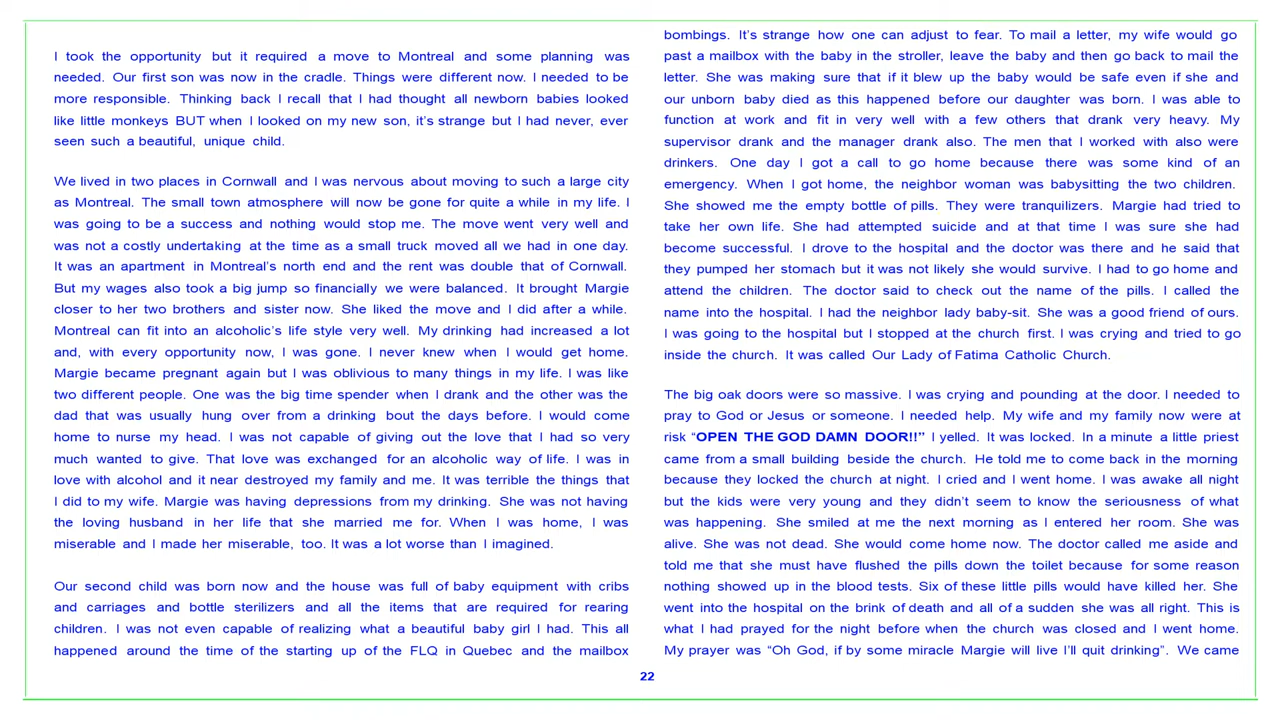 I took the opportunity but it required a move to Montreal and some planning was
needed. Our first son was now in the cradle. Things were different now. I needed to be
more responsible. Thinking back I recall that I had thought all newborn babies looked
like little monkeys BUT when I looked on my new son, it's strange but I had never, ever
seen such a beautiful, unique child.
We lived in two places in Cornwall and I was nervous about moving to such a large city
as Montreal. The small town atmosphere will now be gone for quite a while in my life. I
was going to be a success and nothing would stop me. The move went very well and
was not a costly undertaking at the time as a small truck moved all we had in one day.
It was an apartment in Montreal's north end and the rent was double that of Cornwall.
But my wages also took a big jump so financially we were balanced. It brought Margie
closer to her two brothers and sister now. She liked the move and I did after a while.
Montreal can fit into an alcoholic's life style very well. My drinking had increased a lot
and, with every opportunity now, I was gone. I never knew when I would get home.
Margie became pregnant again but I was oblivious to many things in my life. I was like
two different people. One was the big time spender when I drank and the other was the
dad that was usually hung over from a drinking bout the days before. I would come
home to nurse my head. I was not capable of giving out the love that I had so very
much wanted to give. That love was exchanged for an alcoholic way of life. I was in
love with alcohol and it near destroyed my family and me. It was terrible the things that
I did to my wife. Margie was having depressions from my drinking. She was not having
the loving husband in her life that she married me for. When I was home, I was
miserable and I made her miserable, too. It was a lot worse than I imagined.
Our second child was born now and the house was full of baby equipment with cribs
and carriages and bottle sterilizers and all the items that are required for rearing
children. I was not even capable of realizing what a beautiful baby girl I had. This all
happened around the time of the starting up of the FLQ in Quebec and the mailbox
bombings. It's strange how one can adjust to fear. To mail a letter, my wife would go
past a mailbox with the baby in the stroller, leave the baby and then go back to mail the
letter. She was making sure that if it blew up the baby would be safe even if she and
our unborn baby died as this happened before our daughter was born. I was able to
function at work and fit in very well with a few others that drank very heavy. My
supervisor drank and the manager drank also. The men that I worked with also were
drinkers. One day I got a call to go home because there was some kind of an
emergency. When I got home, the neighbor woman was babysitting the two children.
She showed me the empty bottle of pills. They were tranquilizers. Margie had tried to
take her own life. She had attempted suicide and at that time I was sure she had
become successful. I drove to the hospital and the doctor was there and he said that
they pumped her stomach but it was not likely she would survive. I had to go home and
attend the children. The doctor said to check out the name of the pills. I called the
name into the hospital. I had the neighbor lady baby-sit. She was a good friend of ours.
I was going to the hospital but I stopped at the church first. I was crying and tried to go
inside the church. It was called Our Lady of Fatima Catholic Church.
The big oak doors were so massive. I was crying and pounding at the door. I needed to
pray to God or Jesus or someone. I needed help. My wife and my family now were at
risk "OPEN THE GOD DAMN DOOR!!" I yelled. It was locked. In a minute a little priest
came from a small building beside the church. He told me to come back in the morning
because they locked the church at night. I cried and I went home. I was awake all night
but the kids were very young and they didn't seem to know the seriousness of what
was happening. She smiled at me the next morning as I entered her room. She was
alive. She was not dead. She would come home now. The doctor called me aside and
told me that she must have flushed the pills down the toilet because for some reason
nothing showed up in the blood tests. Six of these little pills would have killed her. She
went into the hospital on the brink of death and all of a sudden she was all right. This is
what I had prayed for the night before when the church was closed and I went home.
My prayer was "Oh God, if by some miracle Margie will live I'll quit drinking". We came
22